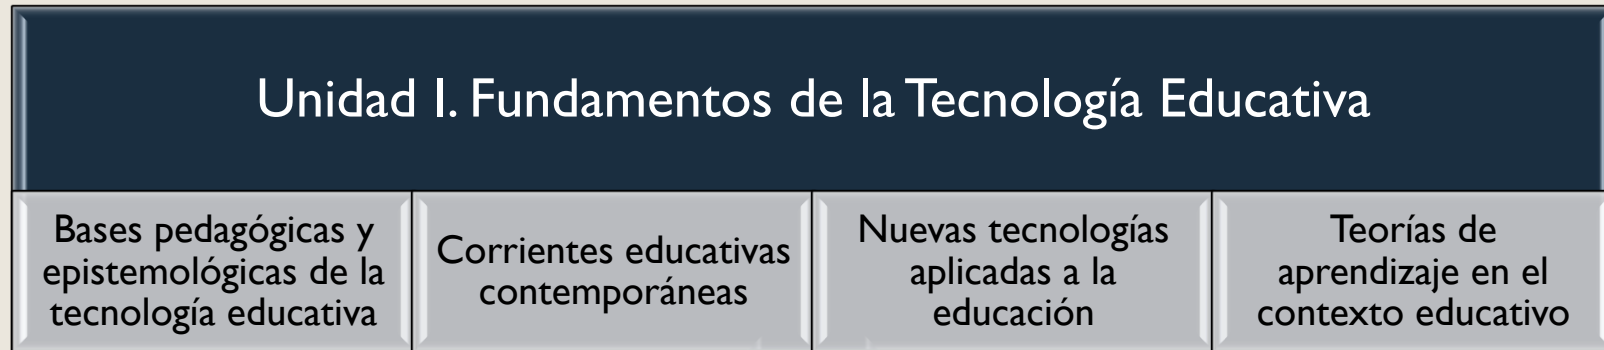 Unidad I. Fundamentos de la Tecnología Educativa
Bases pedagógicas y
epistemológicas de la
tecnología educativa
Corrientes educativas
contemporáneas
Nuevas tecnologías
aplicadas a la
educación
Teorías de
aprendizaje en el
contexto educativo